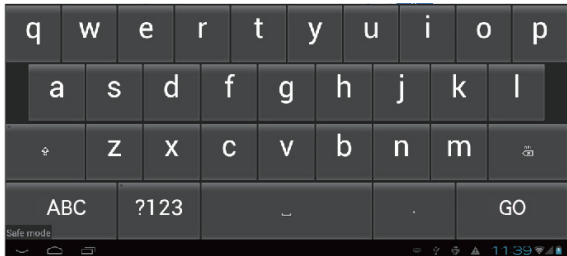 q w e r t y u i o p
a s d f g h j k l
z x c v b n m
ABC ?123 . GO
Safe mode
11:39